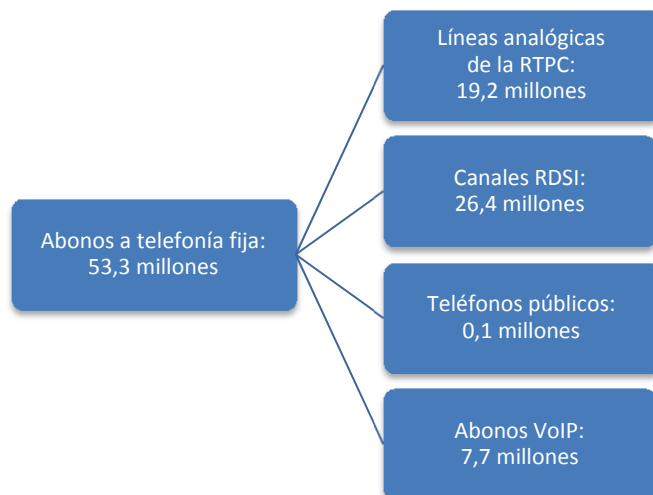 Líneas analógicas
de la RTPC:
19,2 millones
Canales RDSI:
26,4 millones
Abonos a telefonía fija:
53,3 millones
Teléfonos públicos:
0,1 millones
Abonos VoIP:
7,7 millones